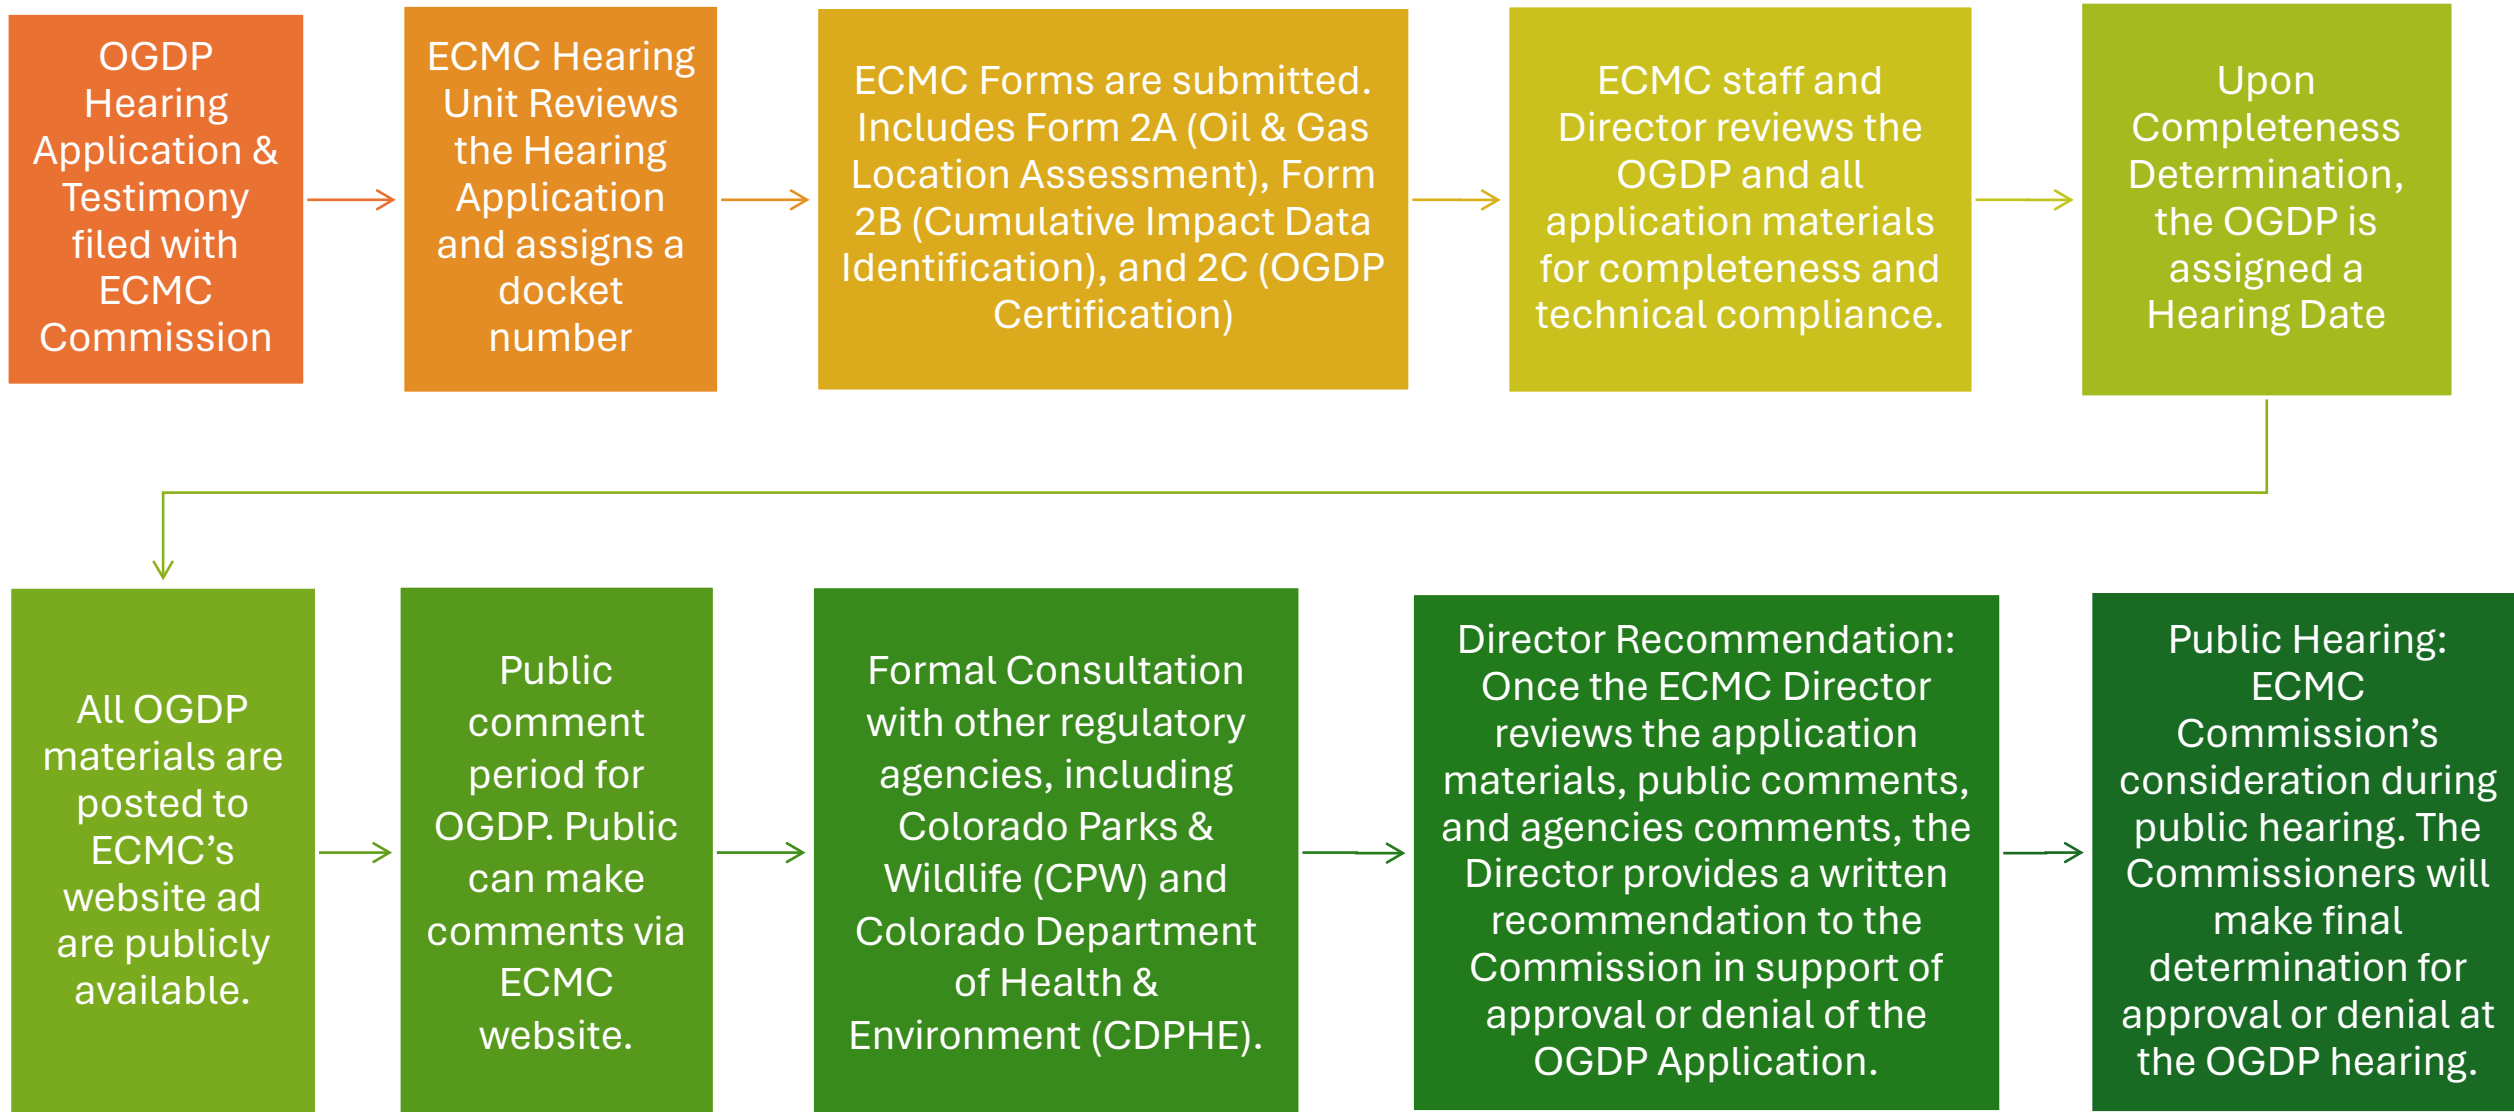 OGDP
Hearing
Application &
Testimony
filed with
ECMC
Commission
ECMC Hearing
Unit Reviews
the Hearing
Application
and assigns a
docket
number
ECMC Forms are submitted.
Includes Form 2A (Oil & Gas
Location Assessment), Form
2B (Cumulative Impact Data
Identification), and 2C (OGDP
Certification)
ECMC staff and
Director reviews the
OGDP and all
application materials
for completeness and
technical compliance.
Upon
Completeness
Determination,
the OGDP is
assigned a
Hearing Date
All OGDP
materials are
posted to
ECMC’s
website ad
are publicly
available.
Public
comment
period for
OGDP. Public
can make
comments via
ECMC
website.
Formal Consultation
with other regulatory
agencies, including
Colorado Parks &
Wildlife (CPW) and
Colorado Department
of Health &
Environment (CDPHE).
Director Recommendation:
Once the ECMC Director
reviews the application
materials, public comments,
and agencies comments, the
Director provides a written
recommendation to the
Commission in support of
approval or denial of the
OGDP Application.
Public Hearing:
ECMC
Commission’s
consideration during
public hearing. The
Commissioners will
make final
determination for
approval or denial at
the OGDP hearing.